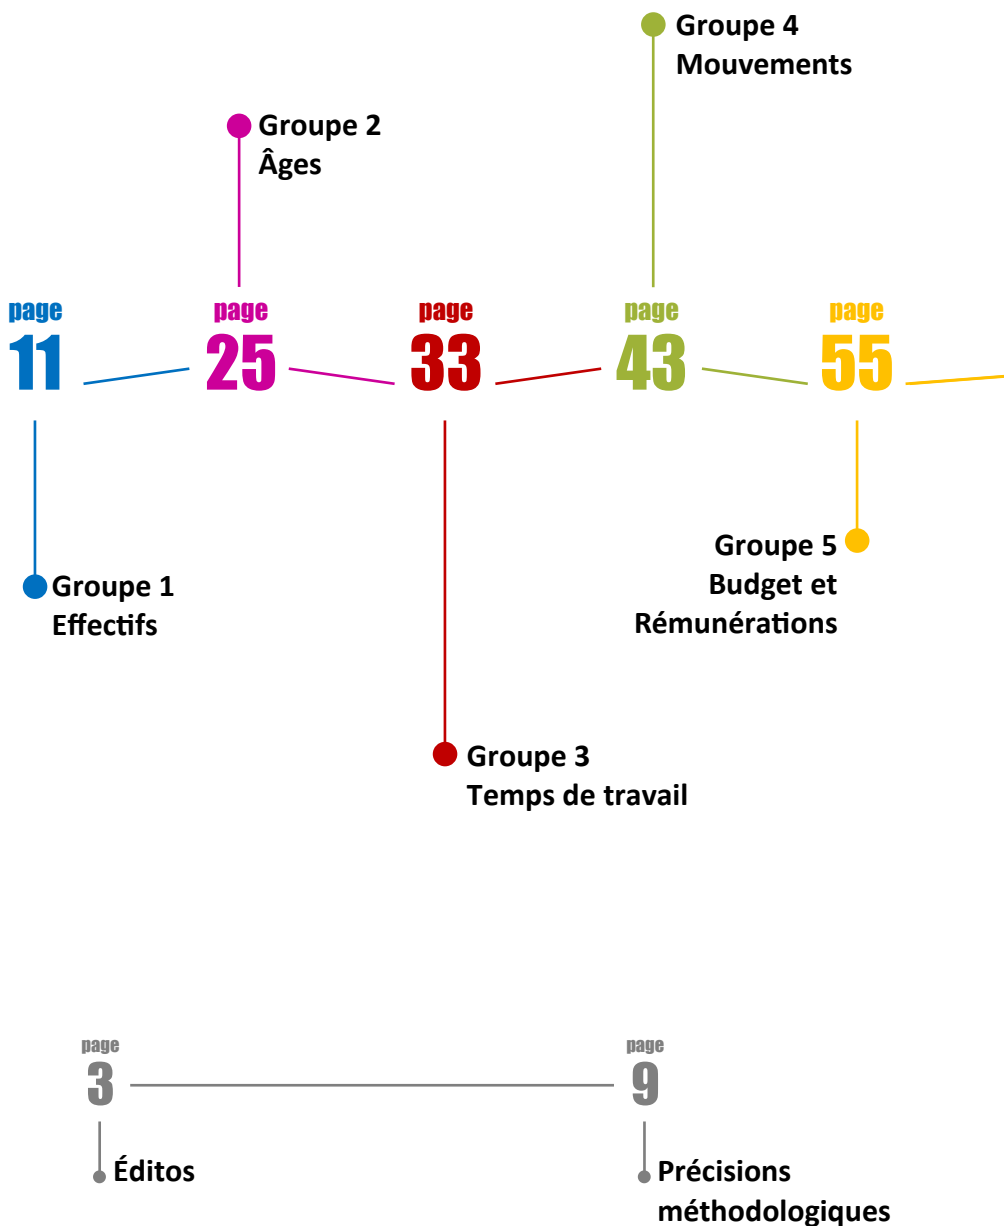 Groupe 4
Mouvements
Groupe 2
Âges
page
11
page
25
page
33
page
43
page
55
Groupe 1
Effectifs
Groupe 5
Budget et
Rémunérations
Groupe 3
Temps de travail
page
3
page
9
Éditos
Précisions
méthodologiques